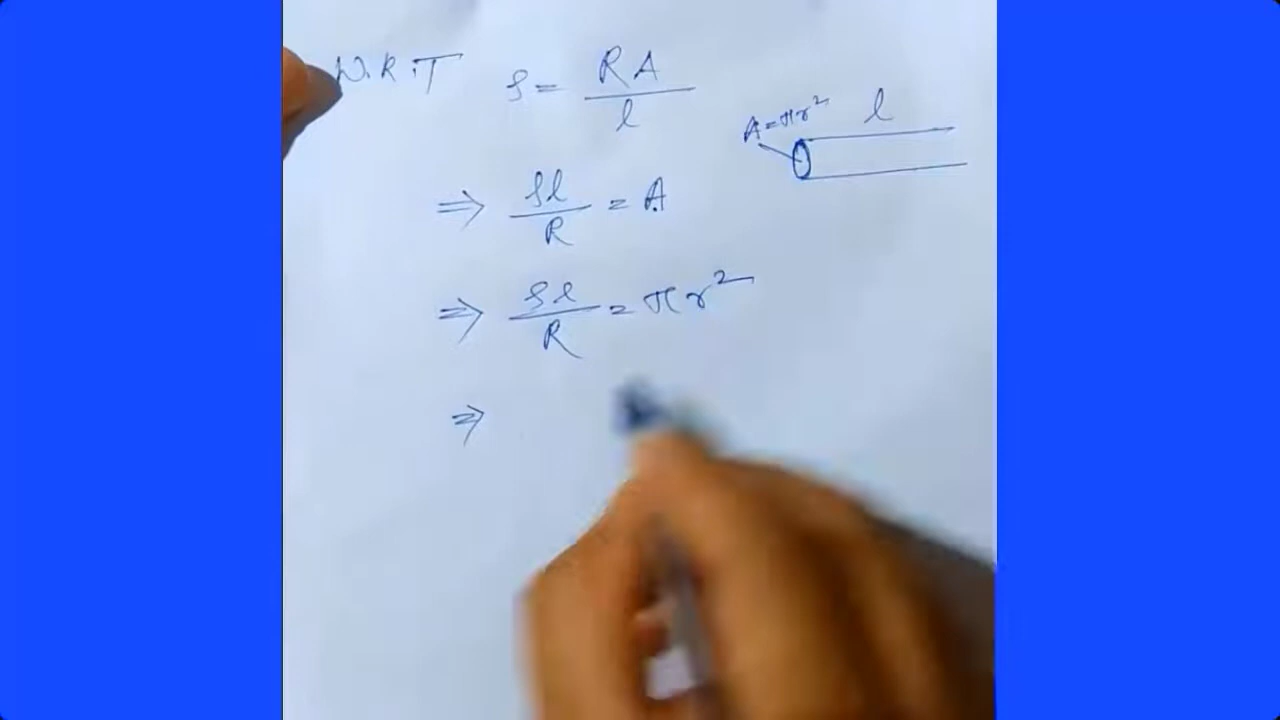 W.K.T ρ = RA/l
A = πr² l
⇒ ρl/R = A
⇒ ρl/R = πr²
⇒